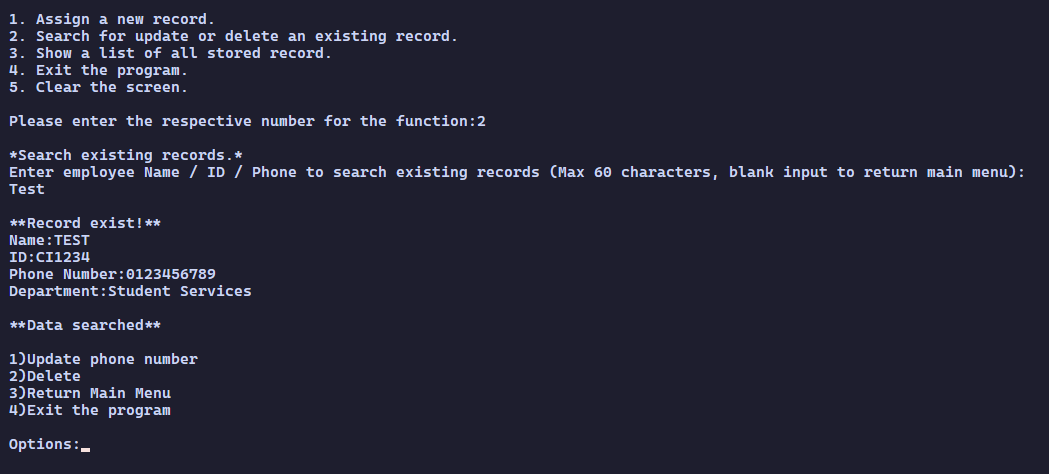 1. Assign a new record.
2. Search for update or delete an existing record.
3. Show a list of all stored record.
4. Exit the program.
5. Clear the screen.
Please enter the respective number for the function:2
*Search existing records.*
Enter employee Name / ID / Phone to search existing records (Max 60 characters, blank input to return main menu):
Test
**Record exist!**
Name:TEST
ID:CI1234
Phone Number:0123456789
Department:Student Services
**Data searched**
1)Update phone number
2)Delete
3)Return Main Menu
4)Exit the program
Options: